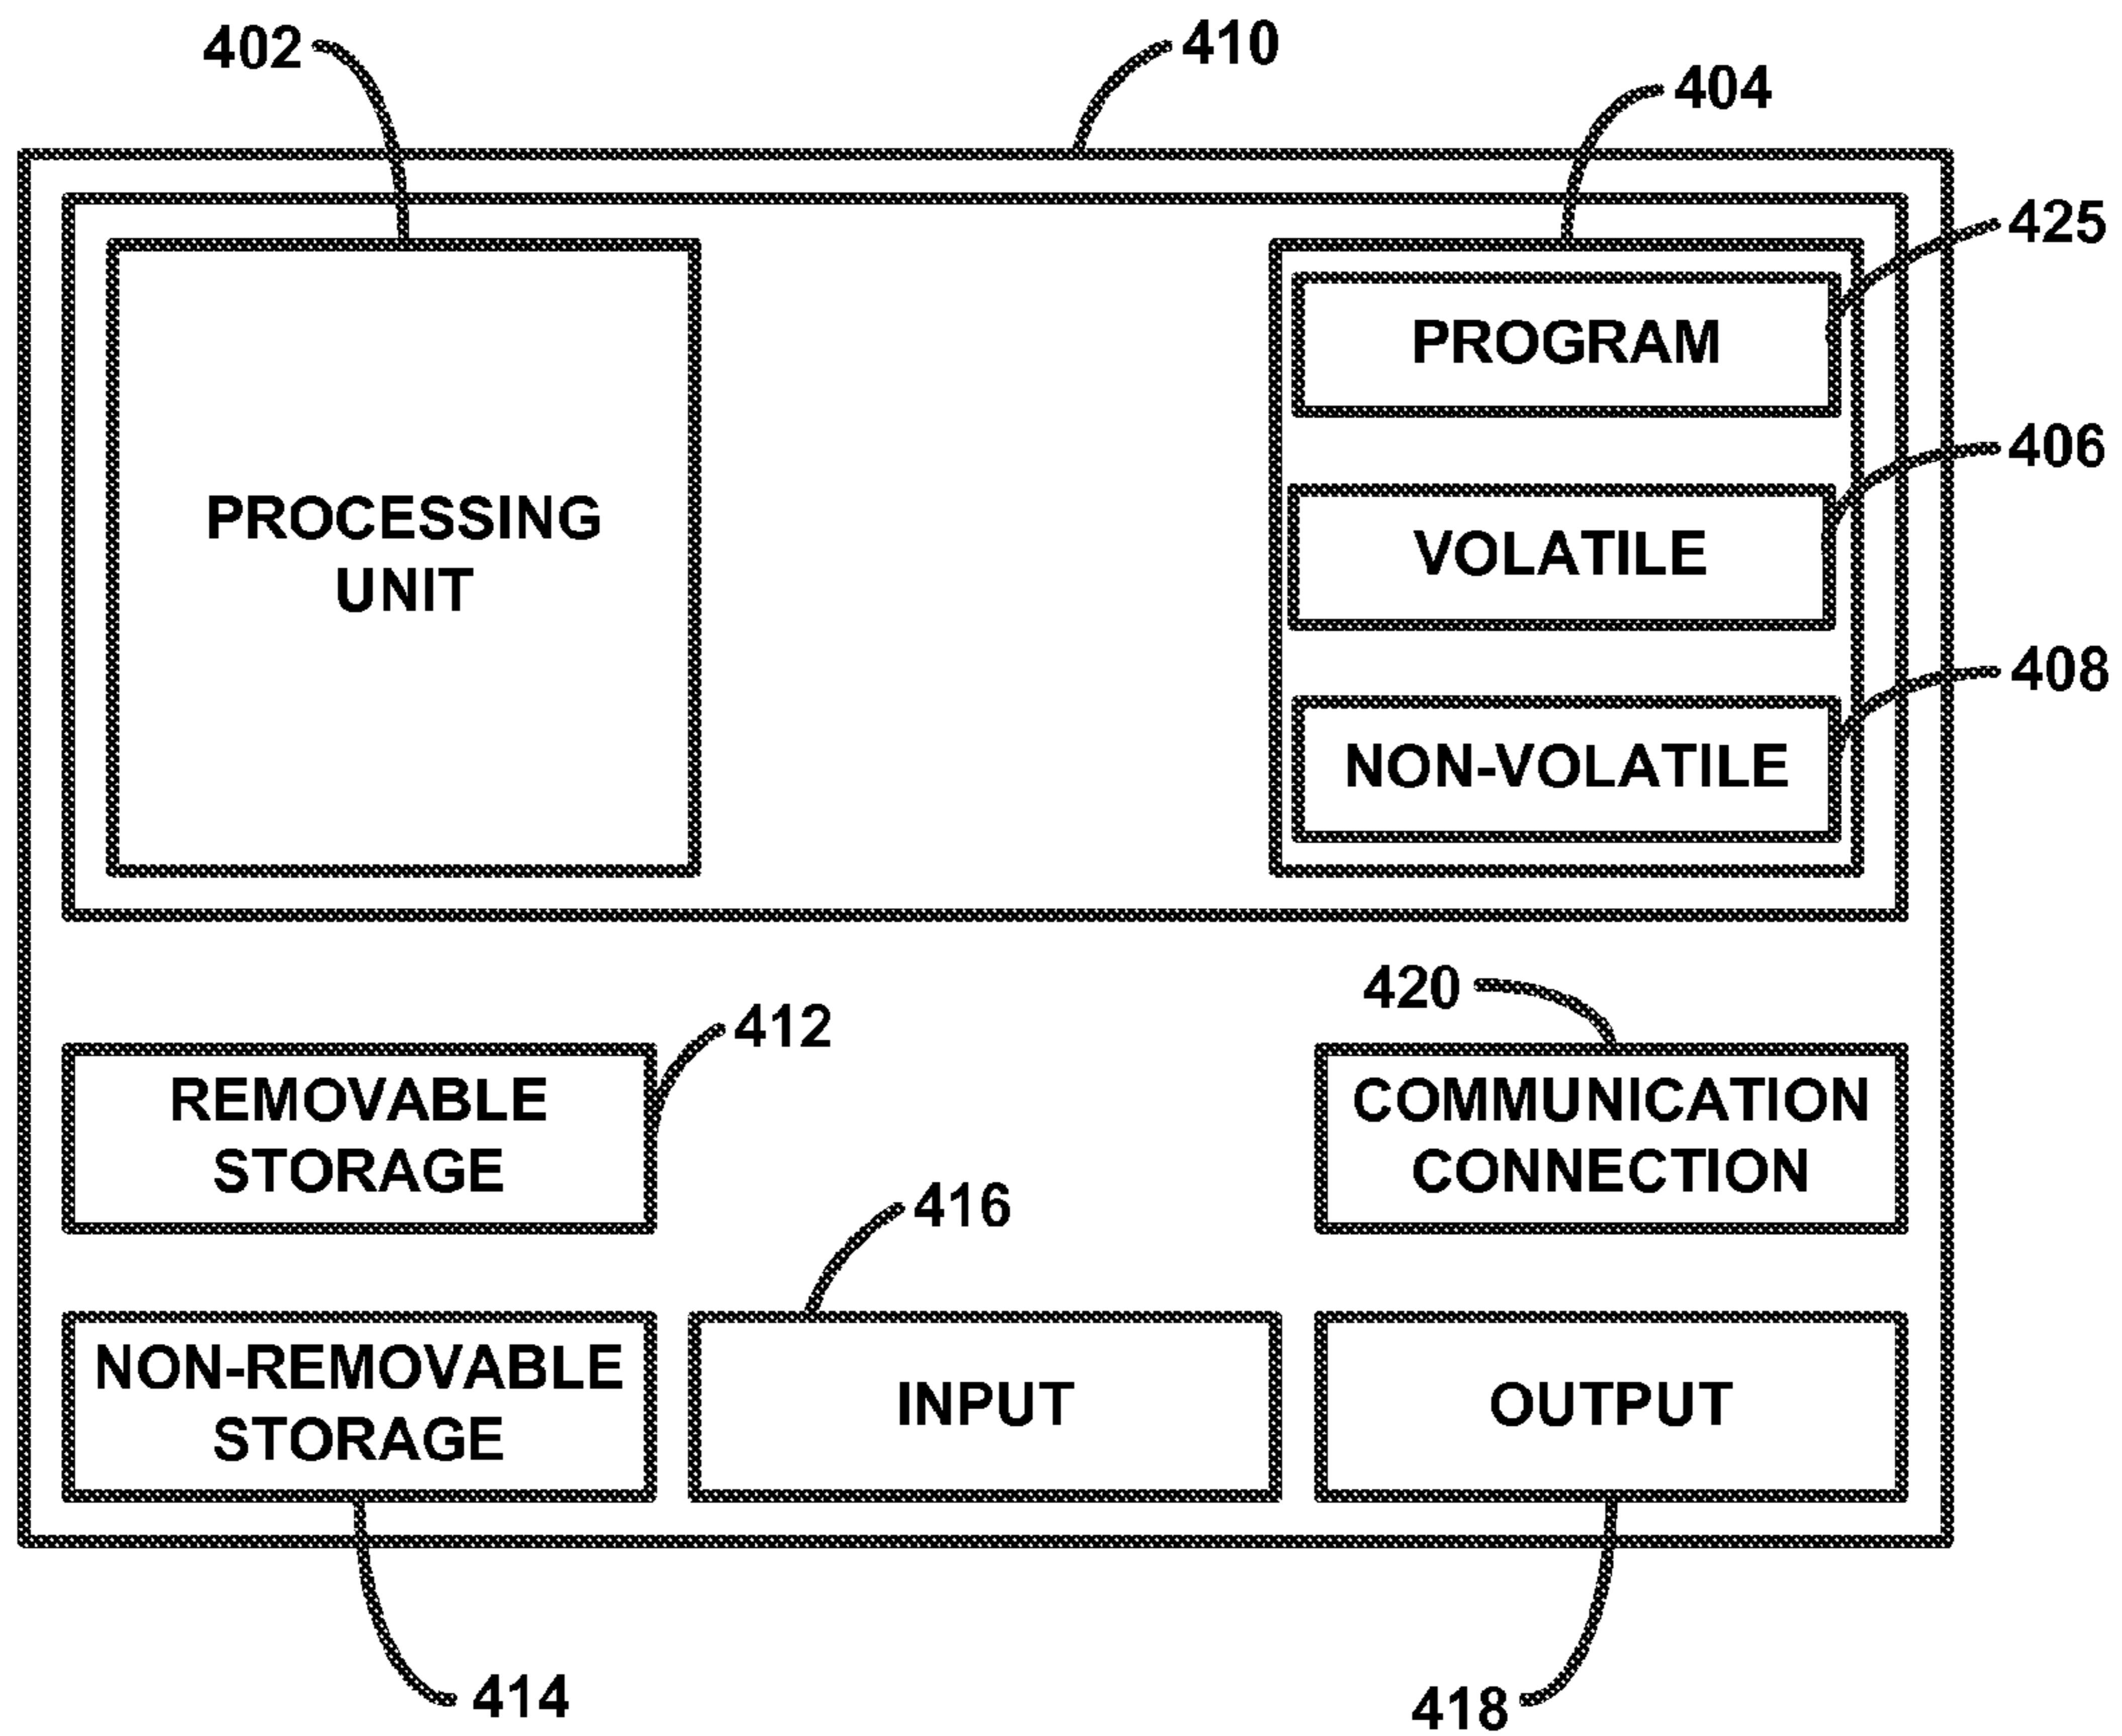 402
410
404
425
PROGRAM
406
PROCESSING
UNIT
VOLATILE
408
NON-VOLATILE
420
412
REMOVABLE
STORAGE
COMMUNICATION
CONNECTION
416
NON-REMOVABLE
STORAGE
INPUT
OUTPUT
414
418